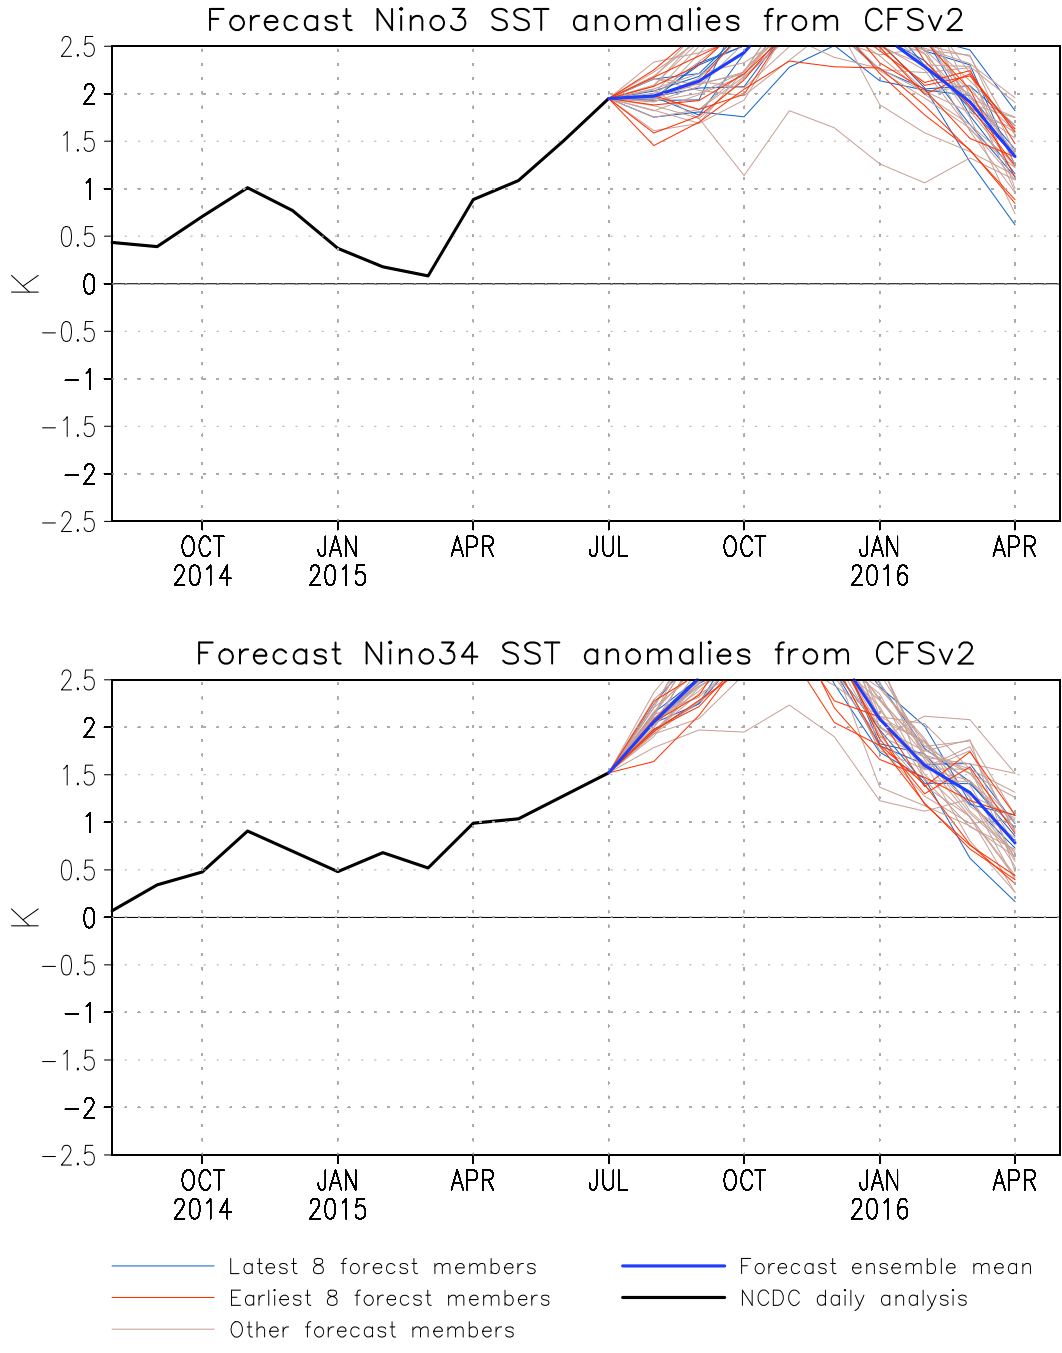 Forecast Nino3 SST anomalies from CFSv2
2.5
2
1.5
1
0.5
0
-0.5
-1
-1.5
-2
-2.5
K
OCT JAN APR JUL OCT JAN APR
2014 2015 2016
Forecast Nino34 SST anomalies from CFSv2
2.5
2
1.5
1
0.5
0
-0.5
-1
-1.5
-2
-2.5
K
OCT JAN APR JUL OCT JAN APR
2014 2015 2016
Latest 8 forecst members
Earliest 8 forecst members
Other forecast members
Forecast ensemble mean
NCDC daily analysis